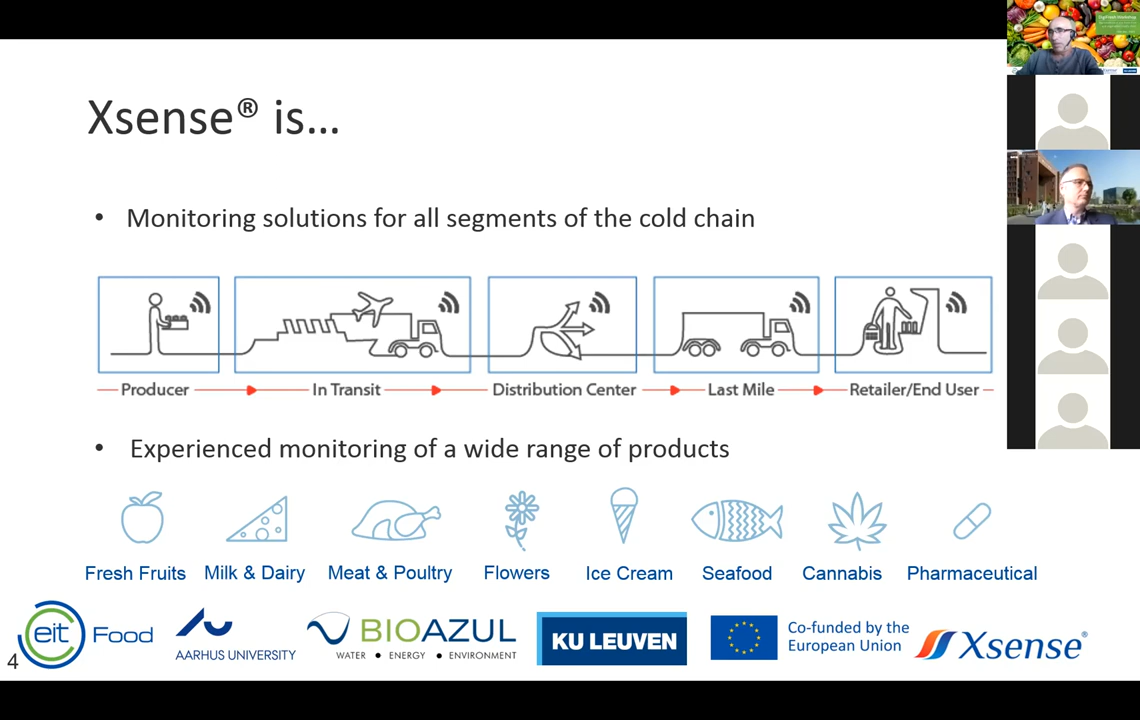 Xsense® is...
• Monitoring solutions for all segments of the cold chain
Producer In Transit Distribution Center Last Mile Retailer/End User
• Experienced monitoring of a wide range of products
Fresh Fruits Milk & Dairy Meat & Poultry Flowers Ice Cream Seafood Cannabis Pharmaceutical
eit Food
AARHUS UNIVERSITY
BIOAZUL
WATER • ENERGY • ENVIRONMENT
KU LEUVEN
Co-funded by the
European Union
Xsense®
4
DigiFresh Workshop